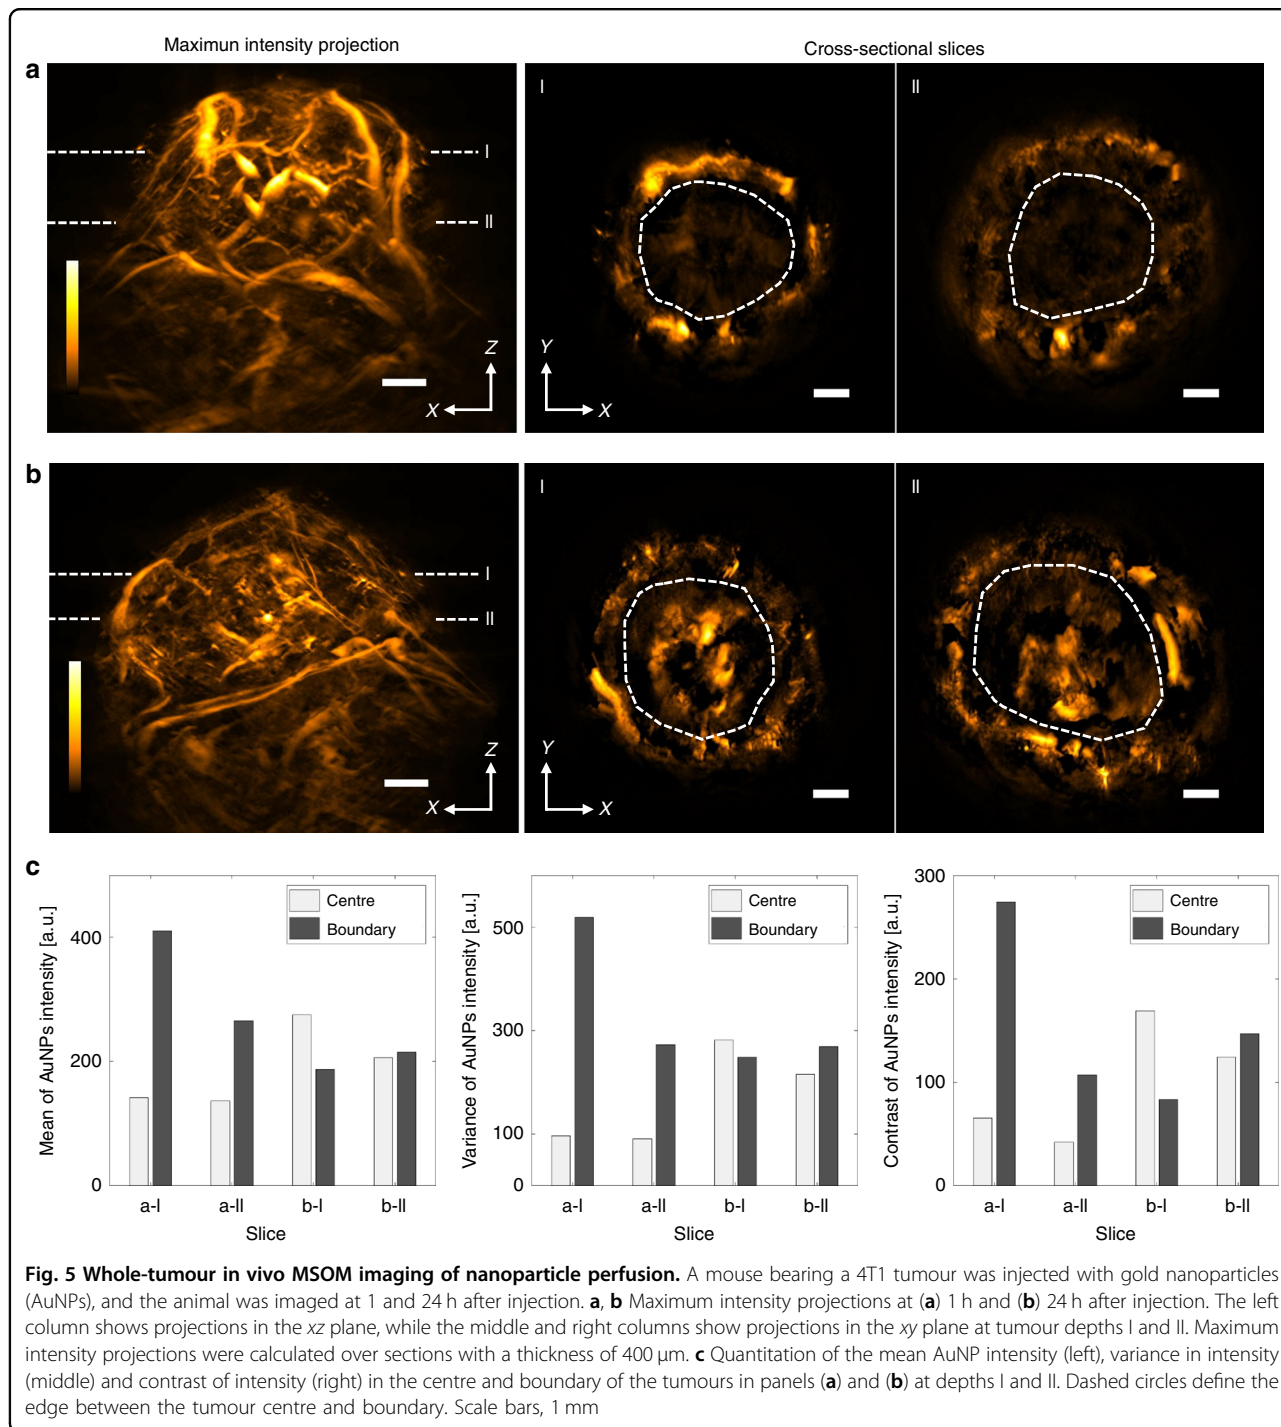 Maximun intensity projection
Cross-sectional slices
a
I
II
I
II
Z
X
Y
X
b
I
II
I
II
Z
X
Y
X
c
Mean of AuNPs intensity [a.u.]
400
200
0
Centre
Boundary
a-I
a-II
b-I
b-II
Slice
Variance of AuNPs intensity [a.u.]
500
300
100
0
Centre
Boundary
a-I
a-II
b-I
b-II
Slice
Contrast of AuNPs intensity [a.u.]
300
200
100
0
Centre
Boundary
a-I
a-II
b-I
b-II
Slice
Fig. 5 Whole-tumour in vivo MSOM imaging of nanoparticle perfusion. A mouse bearing a 4T1 tumour was injected with gold nanoparticles
(AuNPs), and the animal was imaged at 1 and 24 h after injection. a, b Maximum intensity projections at (a) 1 h and (b) 24 h after injection. The left
column shows projections in the xz plane, while the middle and right columns show projections in the xy plane at tumour depths I and II. Maximum
intensity projections were calculated over sections with a thickness of 400 µm. c Quantitation of the mean AuNP intensity (left), variance in intensity
(middle) and contrast of intensity (right) in the centre and boundary of the tumours in panels (a) and (b) at depths I and II. Dashed circles define the
edge between the tumour centre and boundary. Scale bars, 1 mm